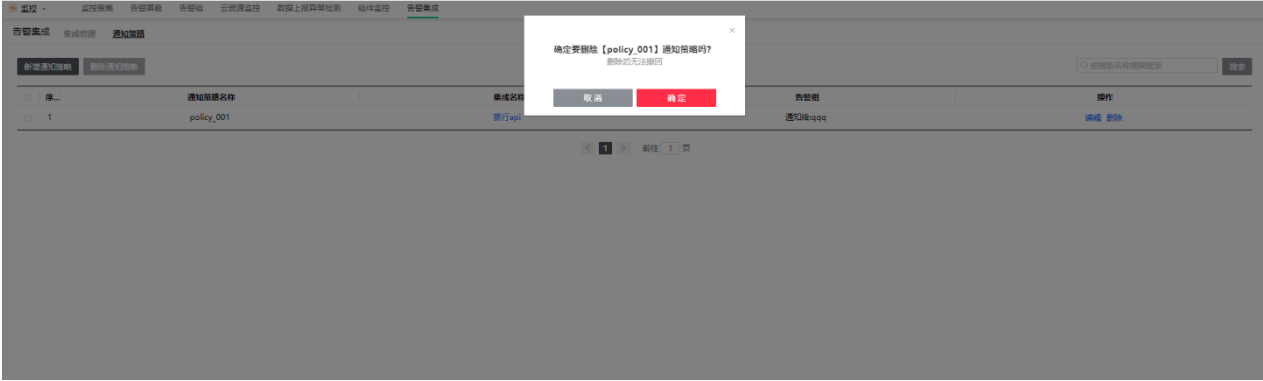 监控
监控策略 告警屏蔽 告警组 云资源监控 数据上报异常检测 组件监控 告警集成
告警集成 集成管理 通知策略
确定要删除【policy_001】通知策略吗?
删除后无法撤回
取消 确定
新增通知策略 删除通知策略 按模板名称模糊搜索 搜索
序... 通知策略名称 集成名称 告警组 操作
1 policy_001 银行api 通知组:qqq 编辑 删除
1 前往 1 页